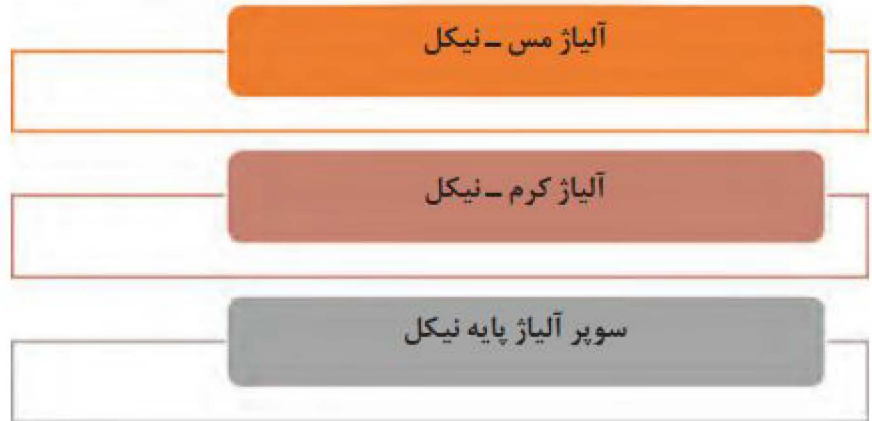 آلیاژ مس ـ نیکل
آلیاژ کرم ـ نیکل
سوپر آلیاژ پایه نیکل